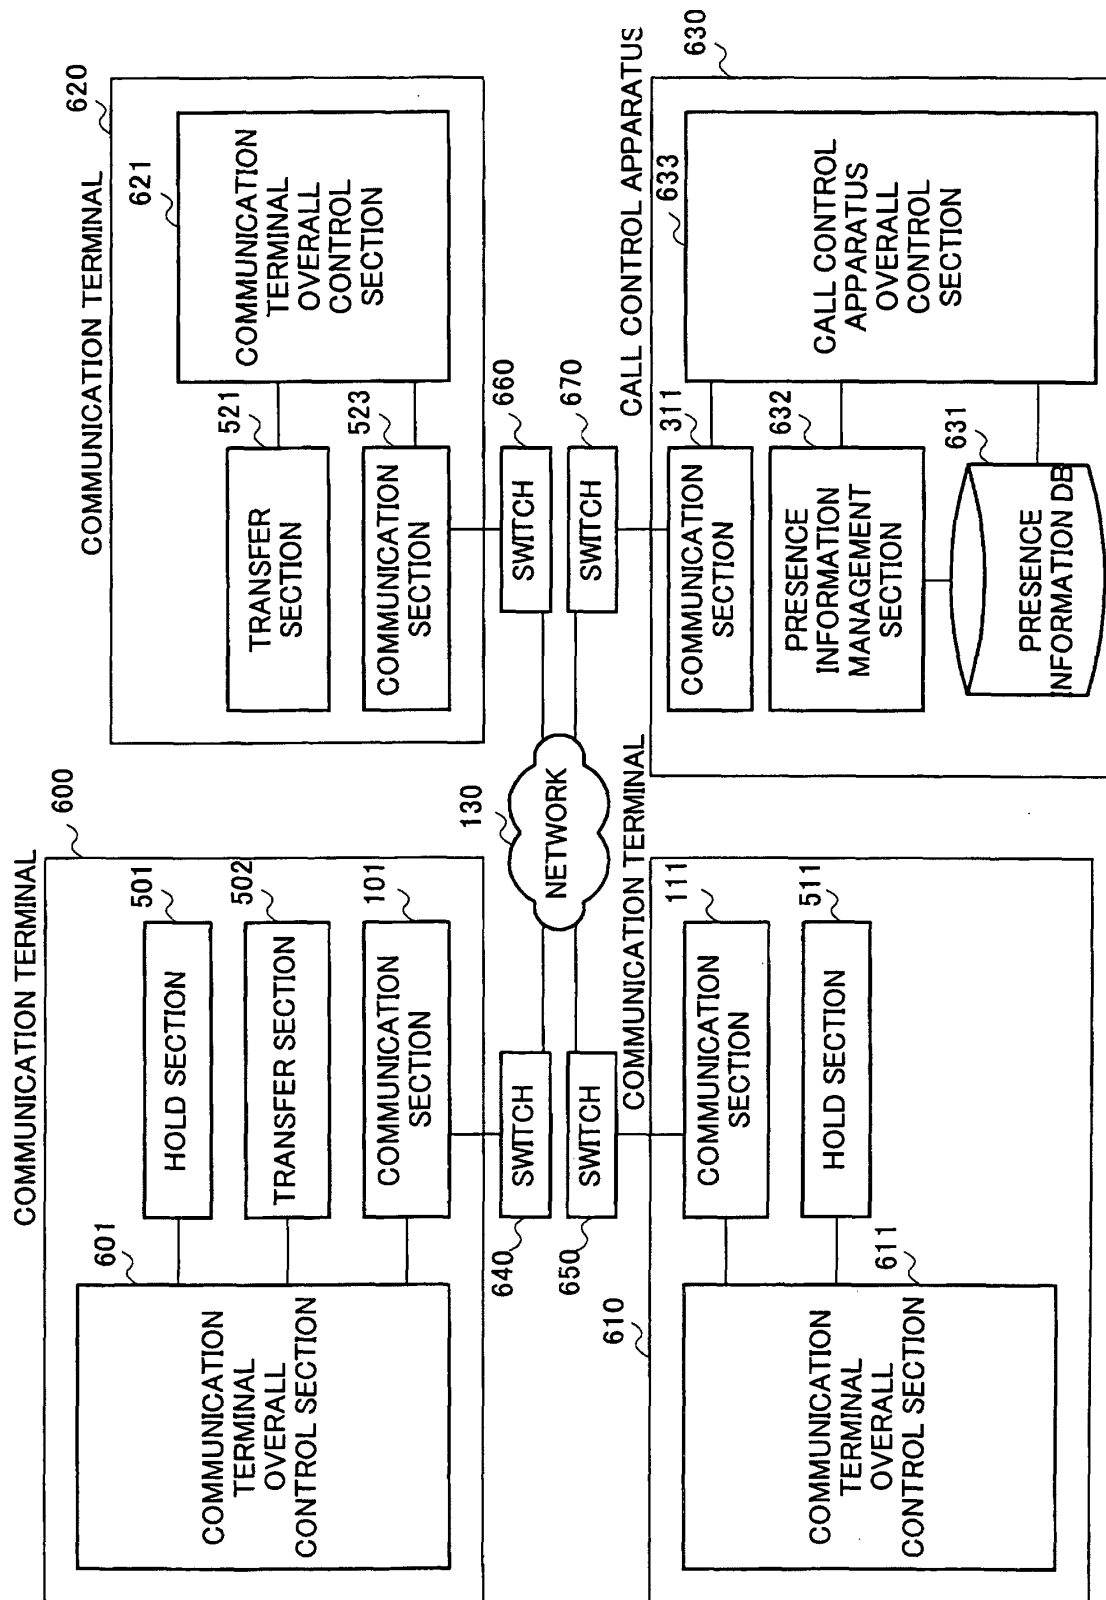 COMMUNICATION TERMINAL
600
601
COMMUNICATION
TERMINAL
OVERALL
CONTROL SECTION
501
HOLD SECTION
502
TRANSFER SECTION
101
COMMUNICATION
SECTION
COMMUNICATION TERMINAL
620
621
COMMUNICATION
TERMINAL
OVERALL
CONTROL
SECTION
521
TRANSFER
SECTION
523
COMMUNICATION
SECTION
640
SWITCH
650
SWITCH
130
NETWORK
660
SWITCH
670
SWITCH
COMMUNICATION TERMINAL
610
111
COMMUNICATION
SECTION
511
HOLD SECTION
611
COMMUNICATION
TERMINAL
OVERALL
CONTROL SECTION
CALL CONTROL APPARATUS
630
311
COMMUNICATION
SECTION
632
PRESENCE
INFORMATION
MANAGEMENT
SECTION
631
PRESENCE
INFORMATION DB
633
CALL CONTROL
APPARATUS
OVERALL
CONTROL
SECTION